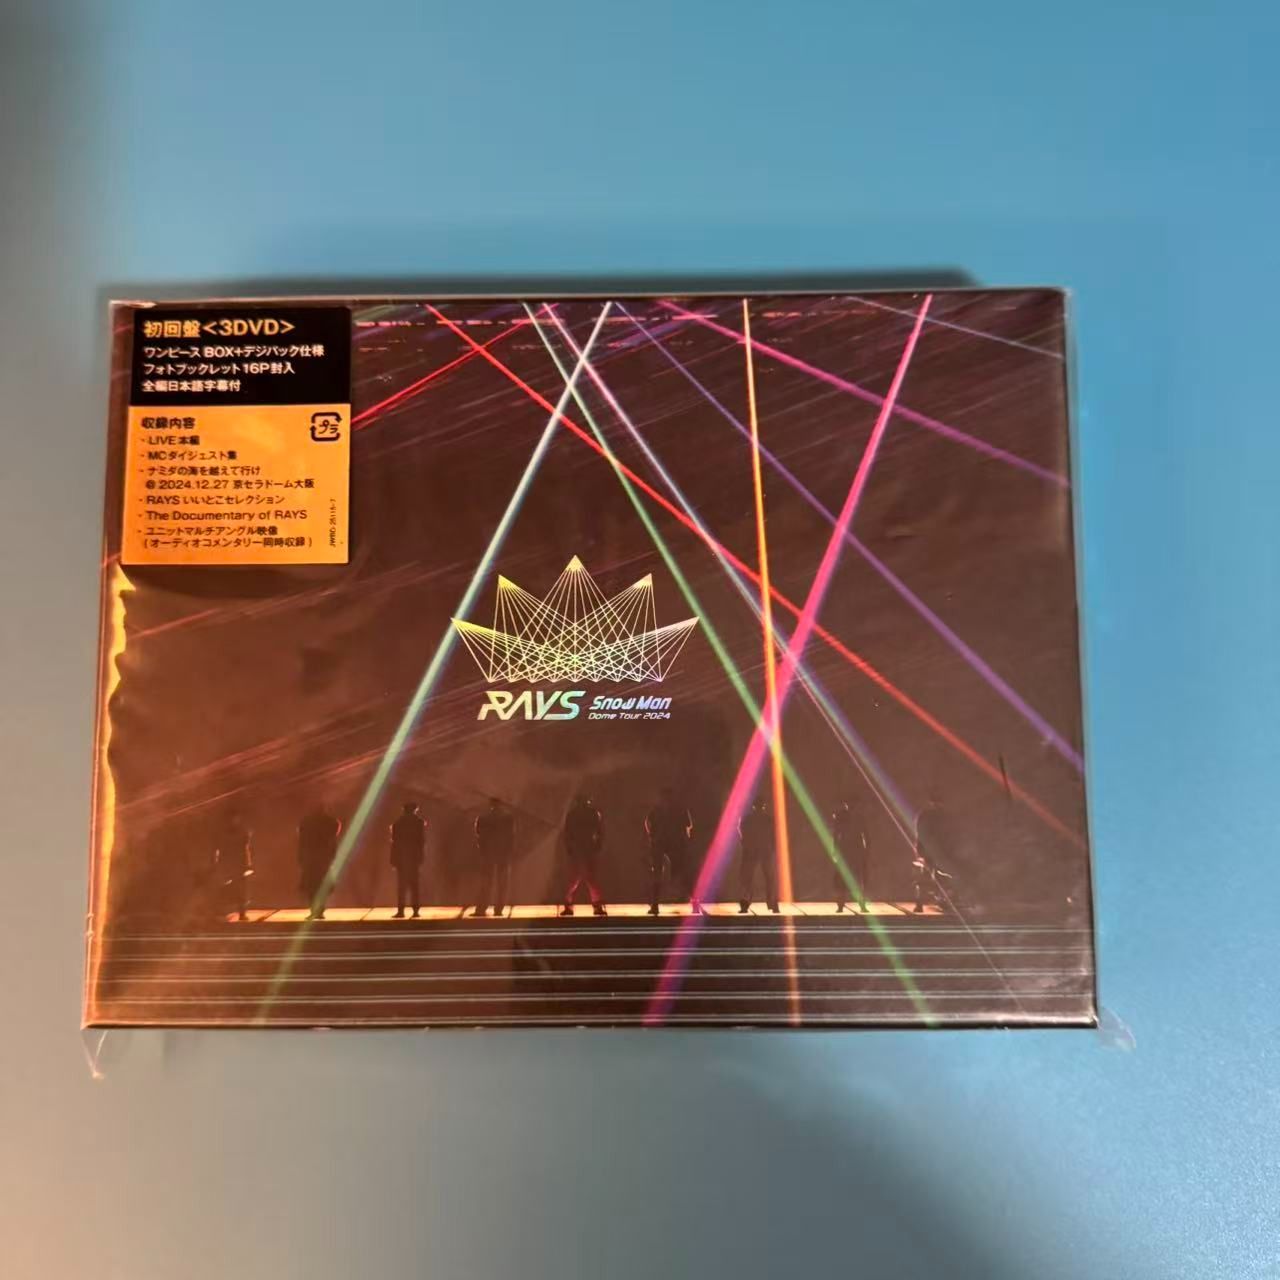 初回盤<3DVD>
ワンピースBOX+デジパック仕様
フォトブックレット16P封入
全編日本語字幕付
収録内容
プラ
・LIVE本編
・MCダイジェスト集
・ナミダの海を越えて行け
@2024.12.27 京セラドーム大阪
・RAYS いいとこセレクション
・The Documentary of RAYS
・ユニットマルチアングル映像
(オーディオコメンタリー同時収録)
JWBD-25115~7
RAYS Snow Man
Dome Tour 2024